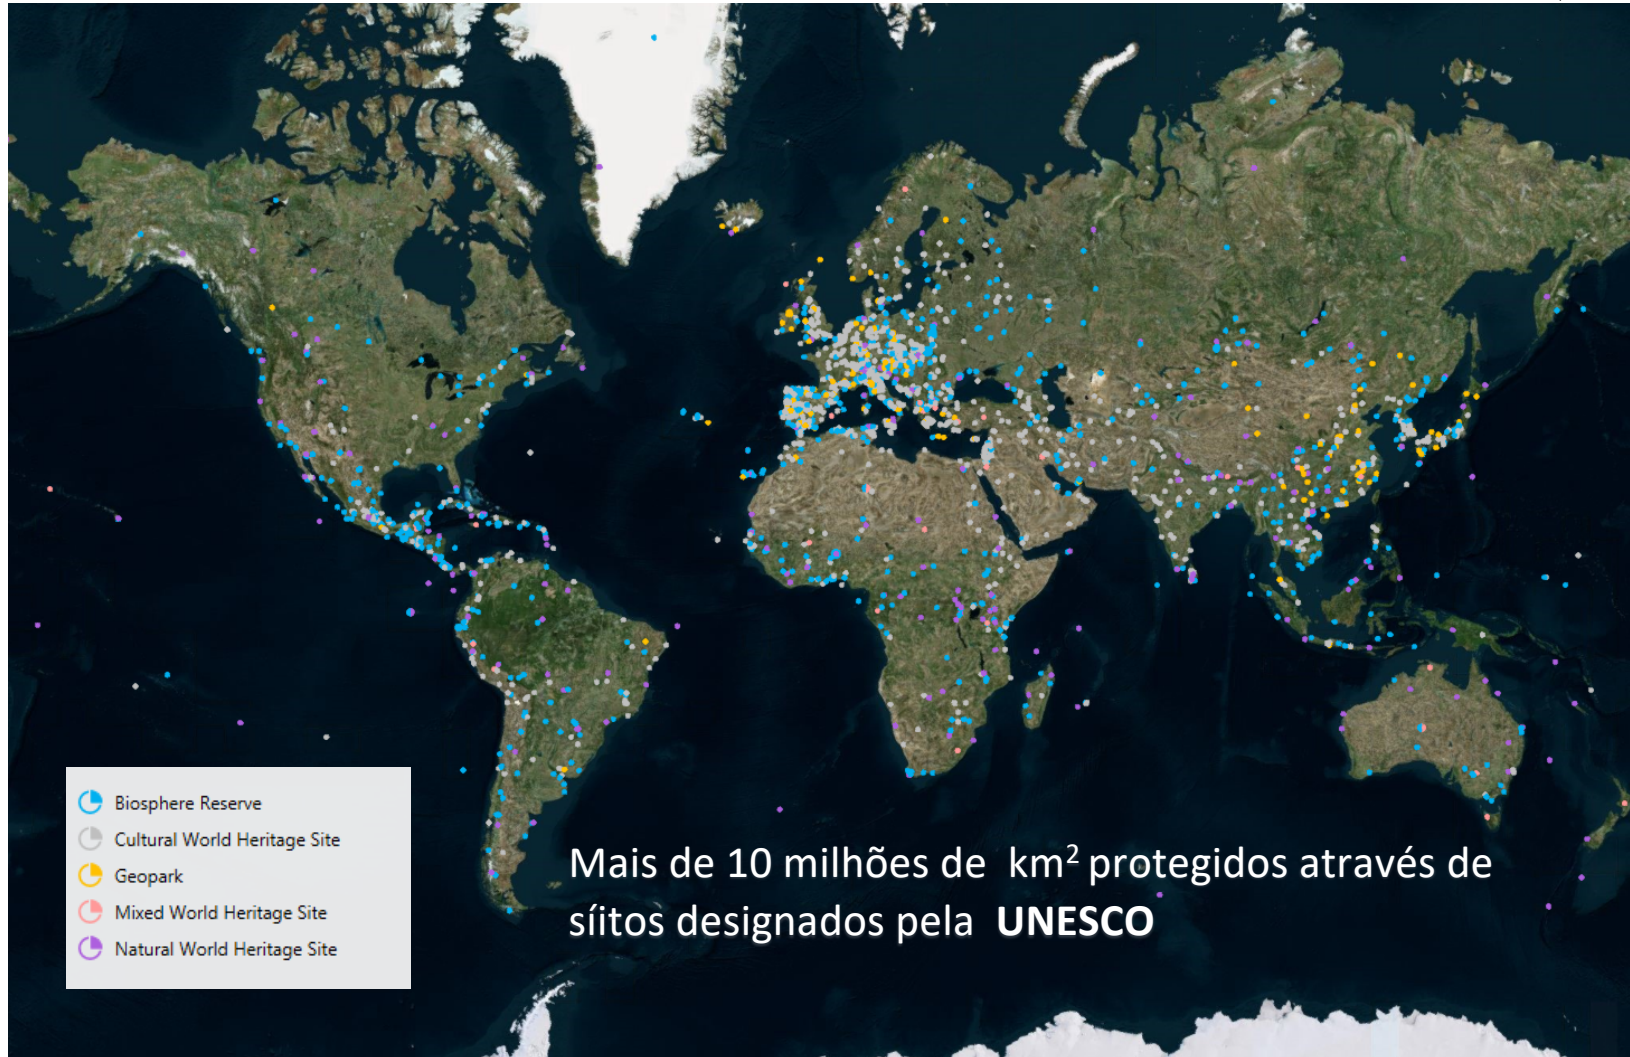 Biosphere Reserve
Cultural World Heritage Site
Geopark
Mixed World Heritage Site
Natural World Heritage Site
Mais de 10 milhões de km² protegidos através de
síitos designados pela UNESCO